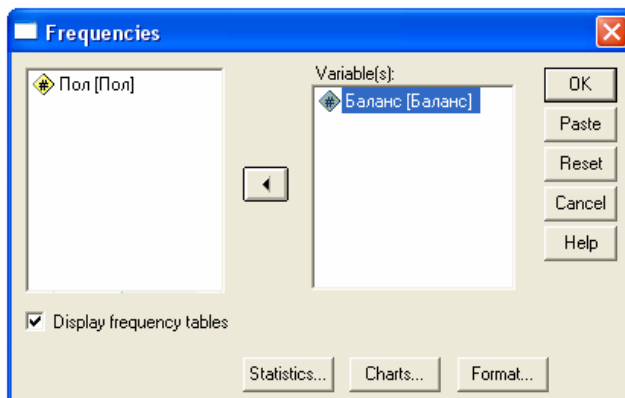 Frequencies
Пол [Пол]
Variable(s):
Баланс [Баланс]
OK
Paste
Reset
Cancel
Help
Display frequency tables
Statistics...
Charts...
Format...